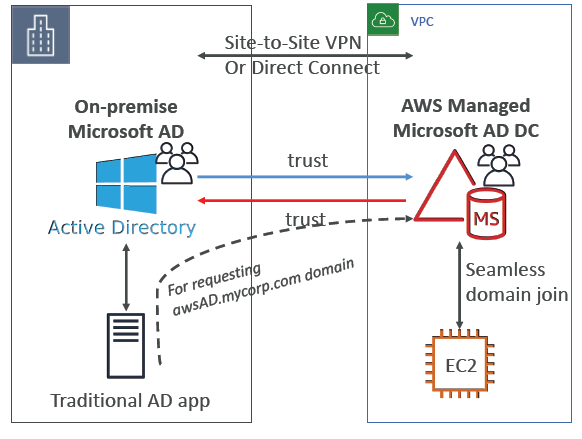 Site-to-Site VPN
Or Direct Connect
VPC
On-premise
Microsoft AD
AWS Managed
Microsoft AD DC
trust
Active Directory
trust
MS
For requesting
awsAD.mycorp.com domain
Seamless
domain join
EC2
Traditional AD app